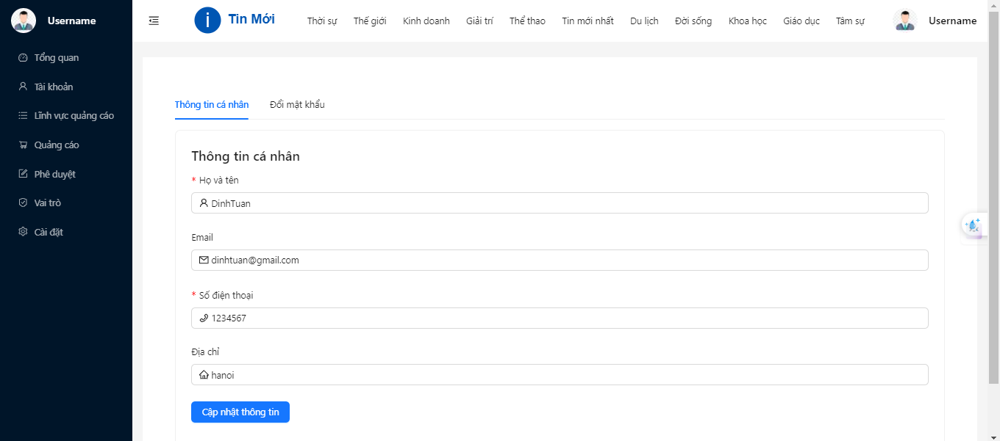 Username
Tổng quan
Tài khoản
Lĩnh vực quảng cáo
Quảng cáo
Phê duyệt
Vai trò
Cài đặt
i Tin Mới Thời sự Thế giới Kinh doanh Giải trí Thể thao Tin mới nhất Du lịch Đời sống Khoa học Giáo dục Tâm sự Username
Thông tin cá nhân Đổi mật khẩu
Thông tin cá nhân
* Họ và tên
DinhTuan
Email
dinhtuan@gmail.com
* Số điện thoại
1234567
Địa chỉ
hanoi
Cập nhật thông tin